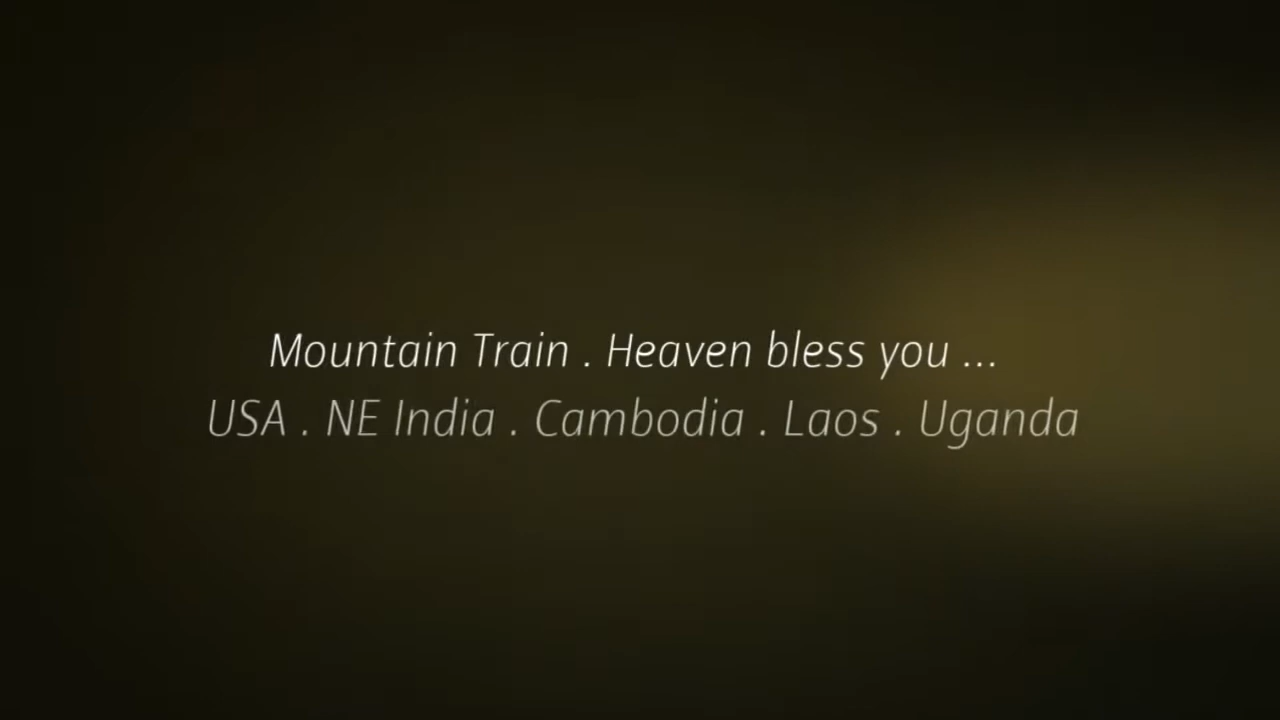 Mountain Train . Heaven bless you ...
USA . NE India . Cambodia . Laos . Uganda